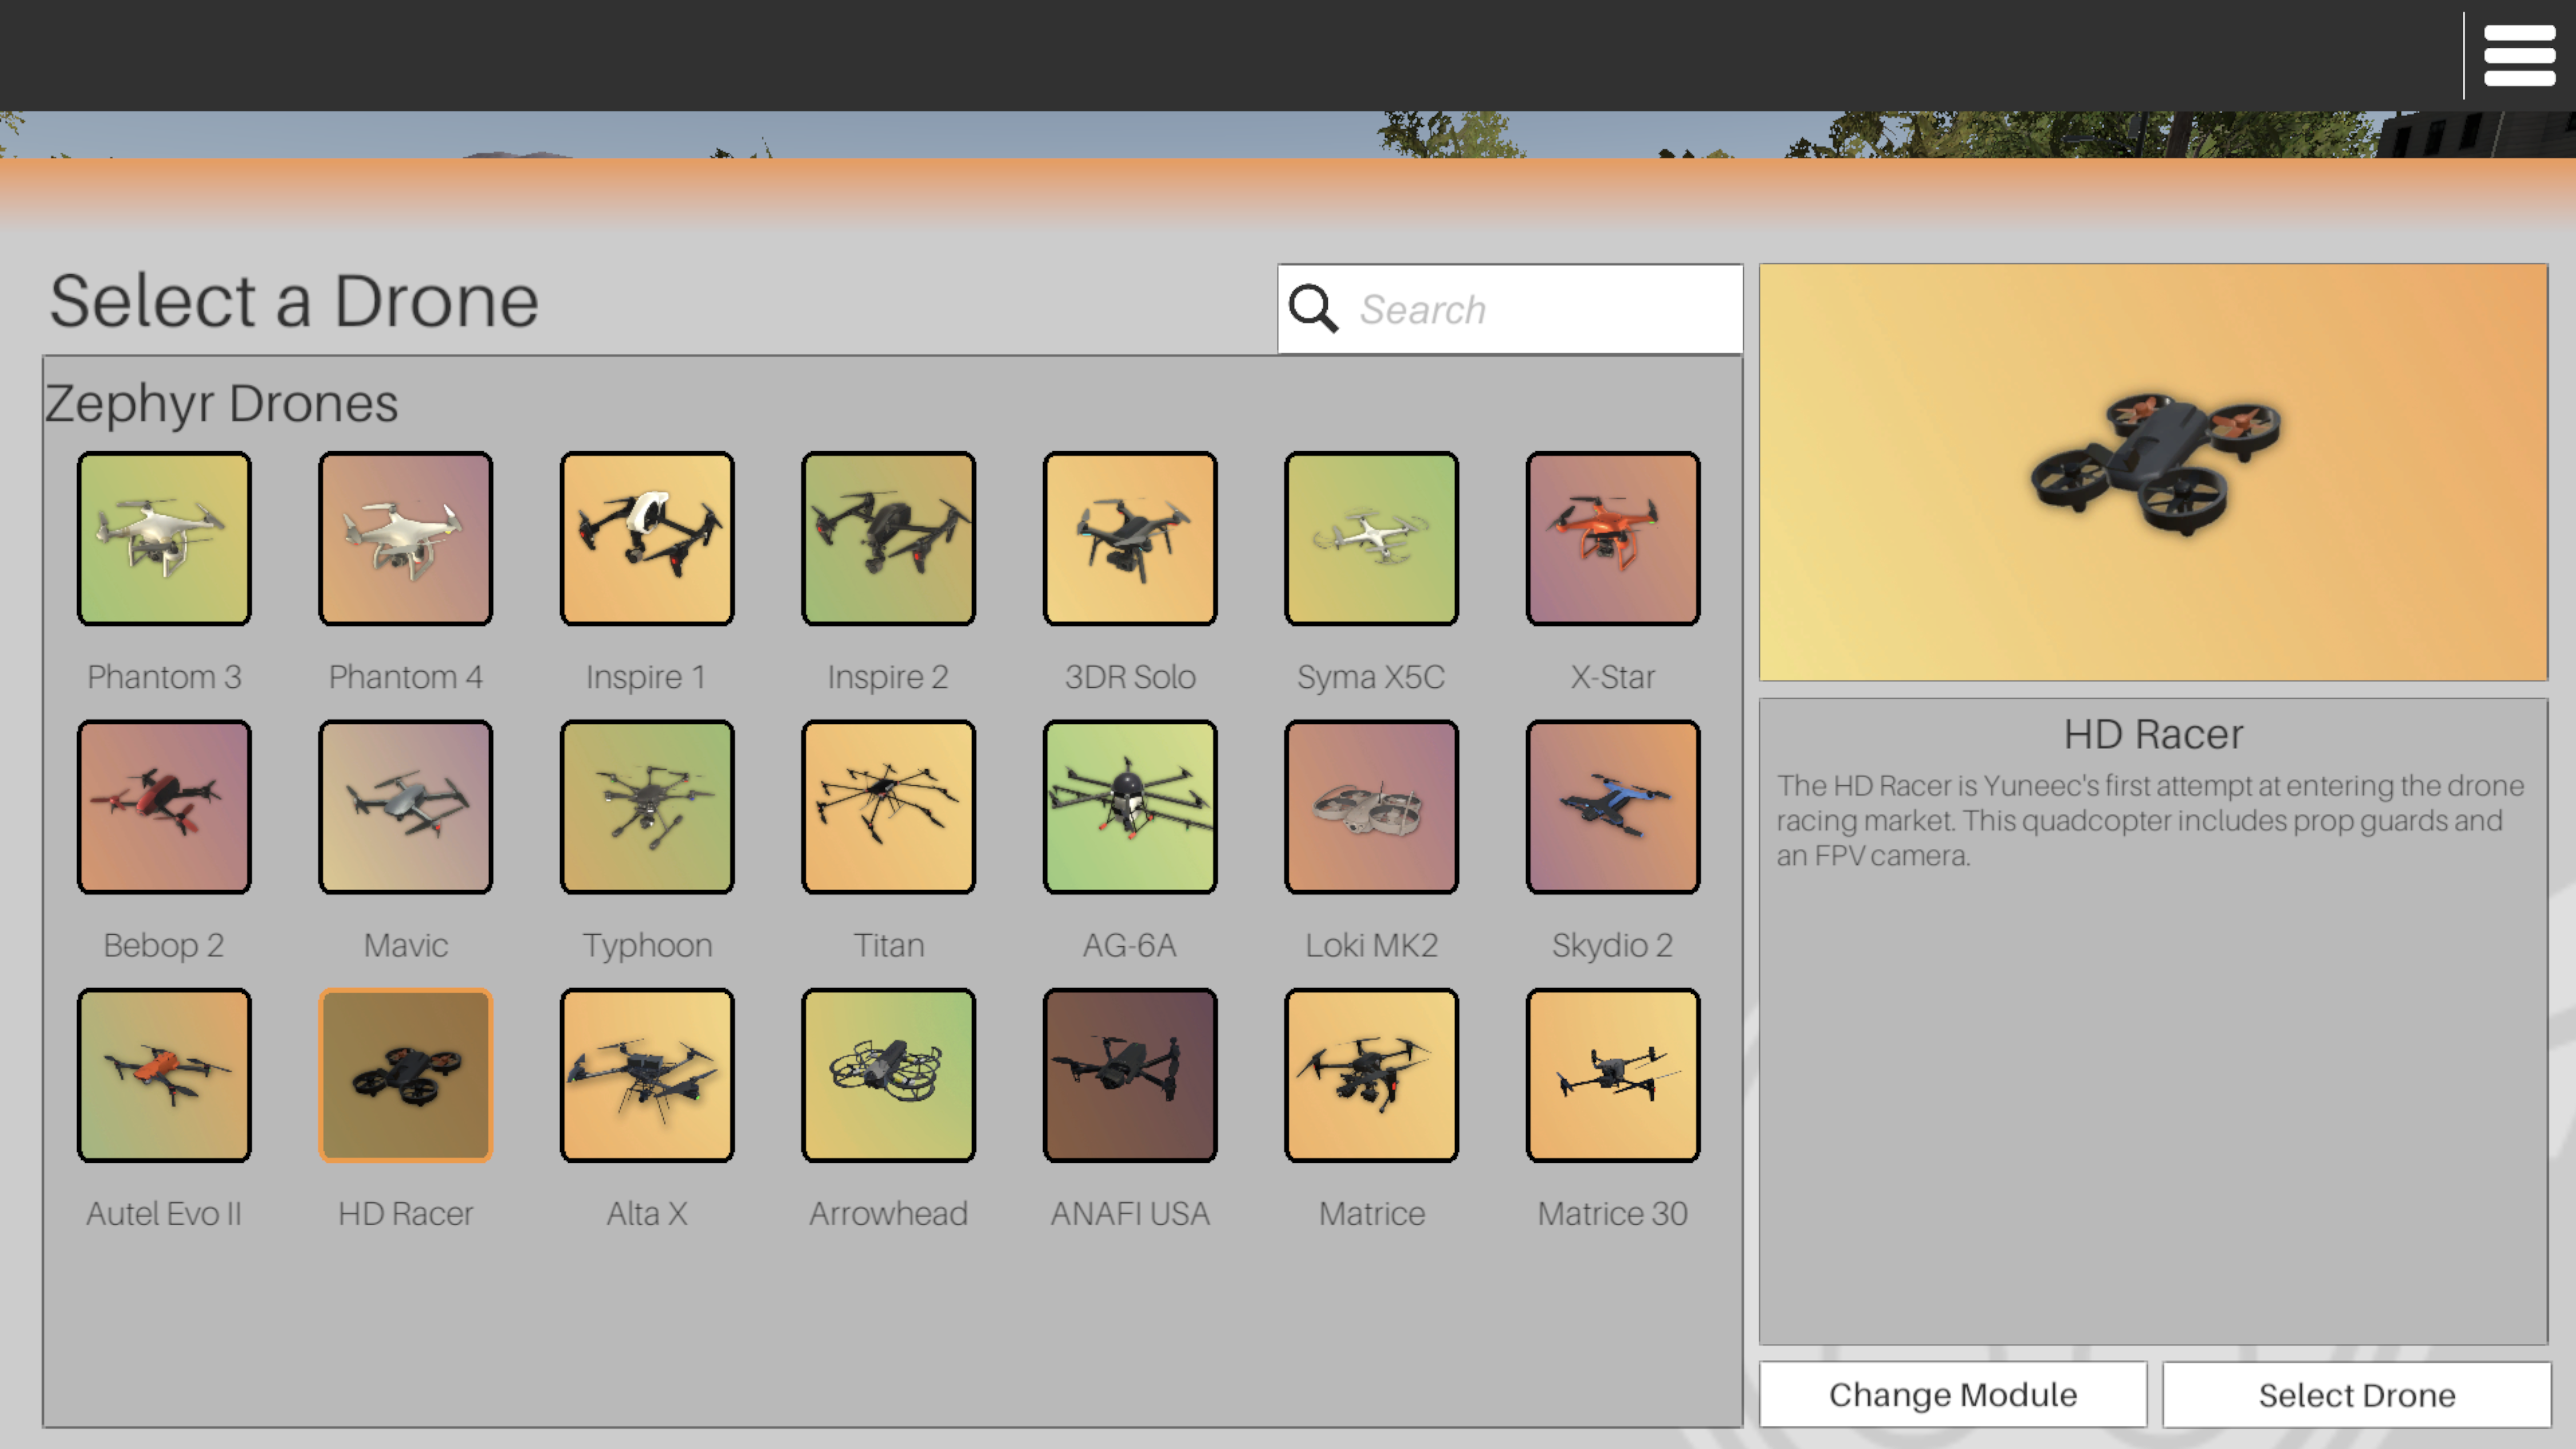 Select a Drone
Search
Zephyr Drones
Phantom 3
Phantom 4
Inspire 1
Inspire 2
3DR Solo
Syma X5C
X-Star
Bebop 2
Mavic
Typhoon
Titan
AG-6A
Loki MK2
Skydio 2
Autel Evo II
HD Racer
Alta X
Arrowhead
ANAFI USA
Matrice
Matrice 30
HD Racer
The HD Racer is Yuneec's first attempt at entering the drone
racing market. This quadcopter includes prop guards and
an FPV camera.
Change Module
Select Drone